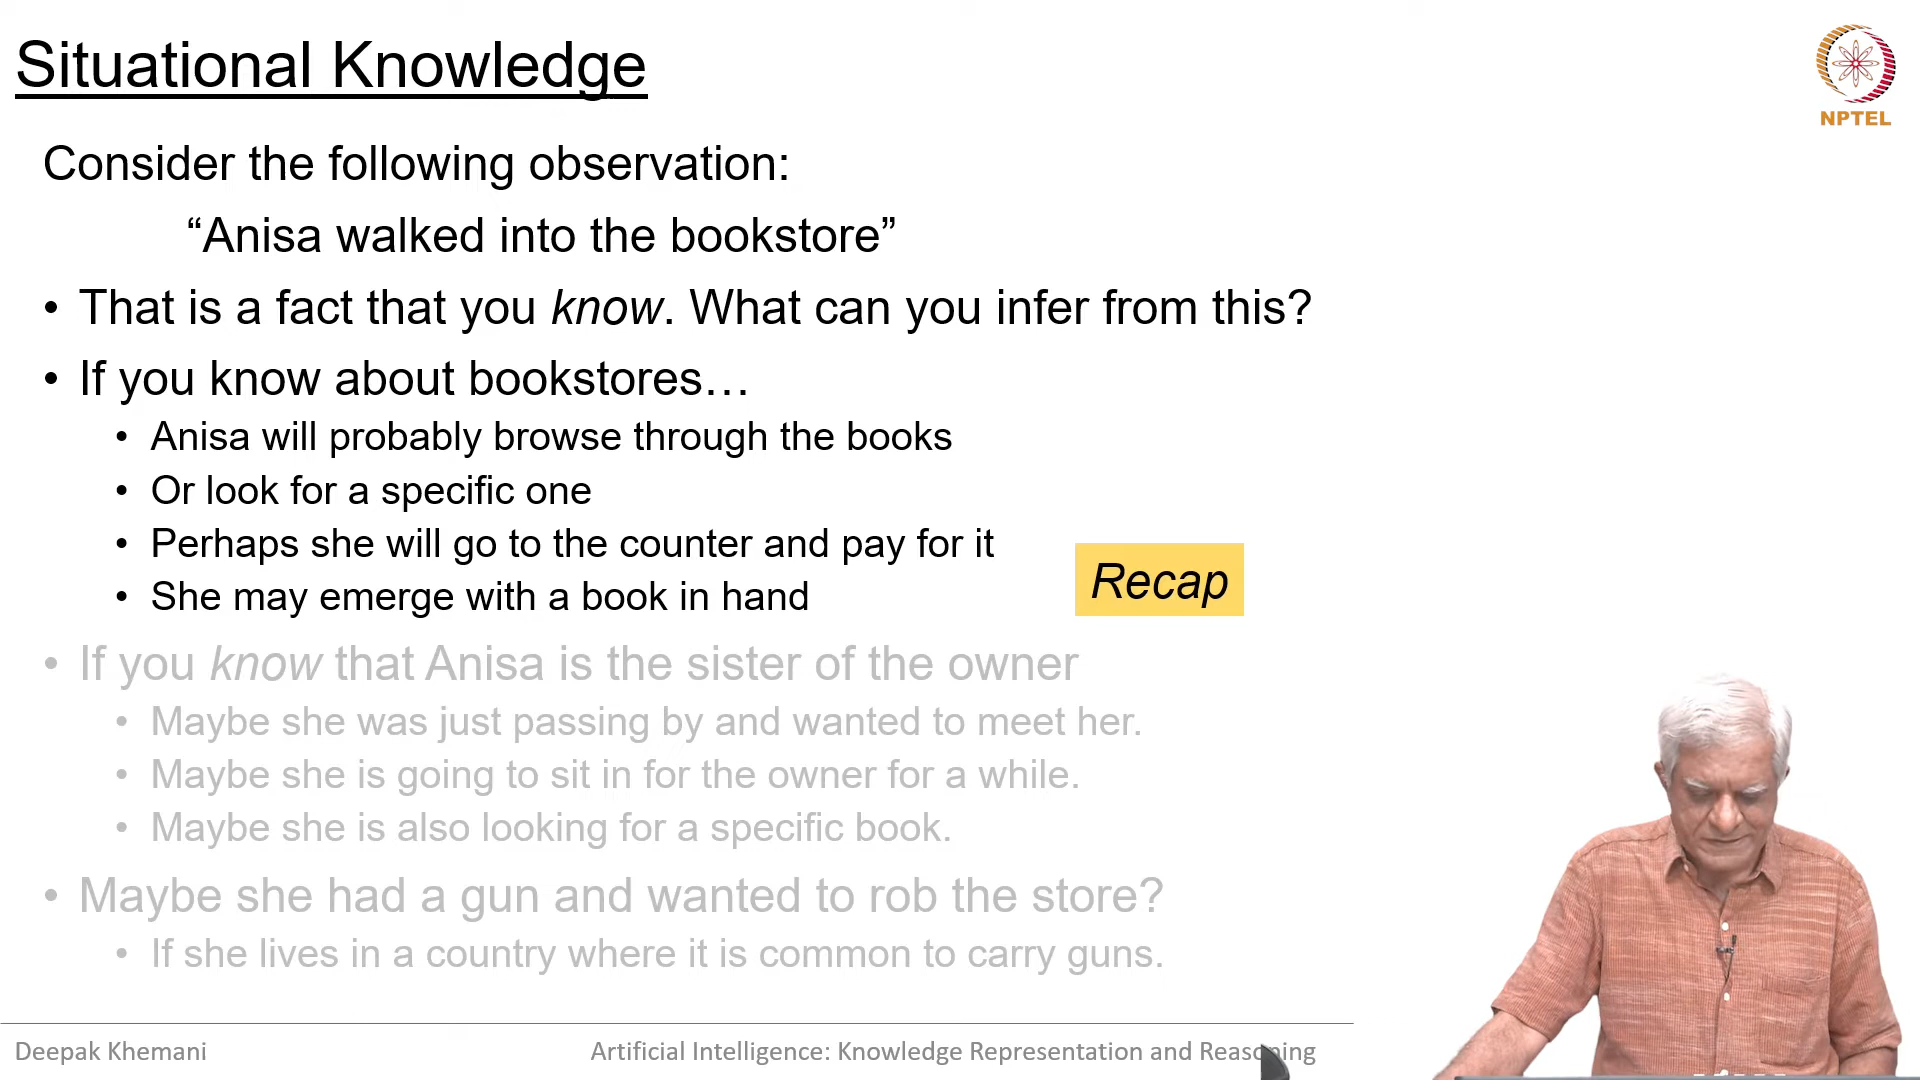 Situational Knowledge
NPTEL
Consider the following observation:
“Anisa walked into the bookstore”
• That is a fact that you know. What can you infer from this?
• If you know about bookstores…
• Anisa will probably browse through the books
• Or look for a specific one
• Perhaps she will go to the counter and pay for it
• She may emerge with a book in hand
Recap
• If you know that Anisa is the sister of the owner
• Maybe she was just passing by and wanted to meet her.
• Maybe she is going to sit in for the owner for a while.
• Maybe she is also looking for a specific book.
• Maybe she had a gun and wanted to rob the store?
• If she lives in a country where it is common to carry guns.
Deepak Khemani
Artificial Intelligence: Knowledge Representation and Reasoning